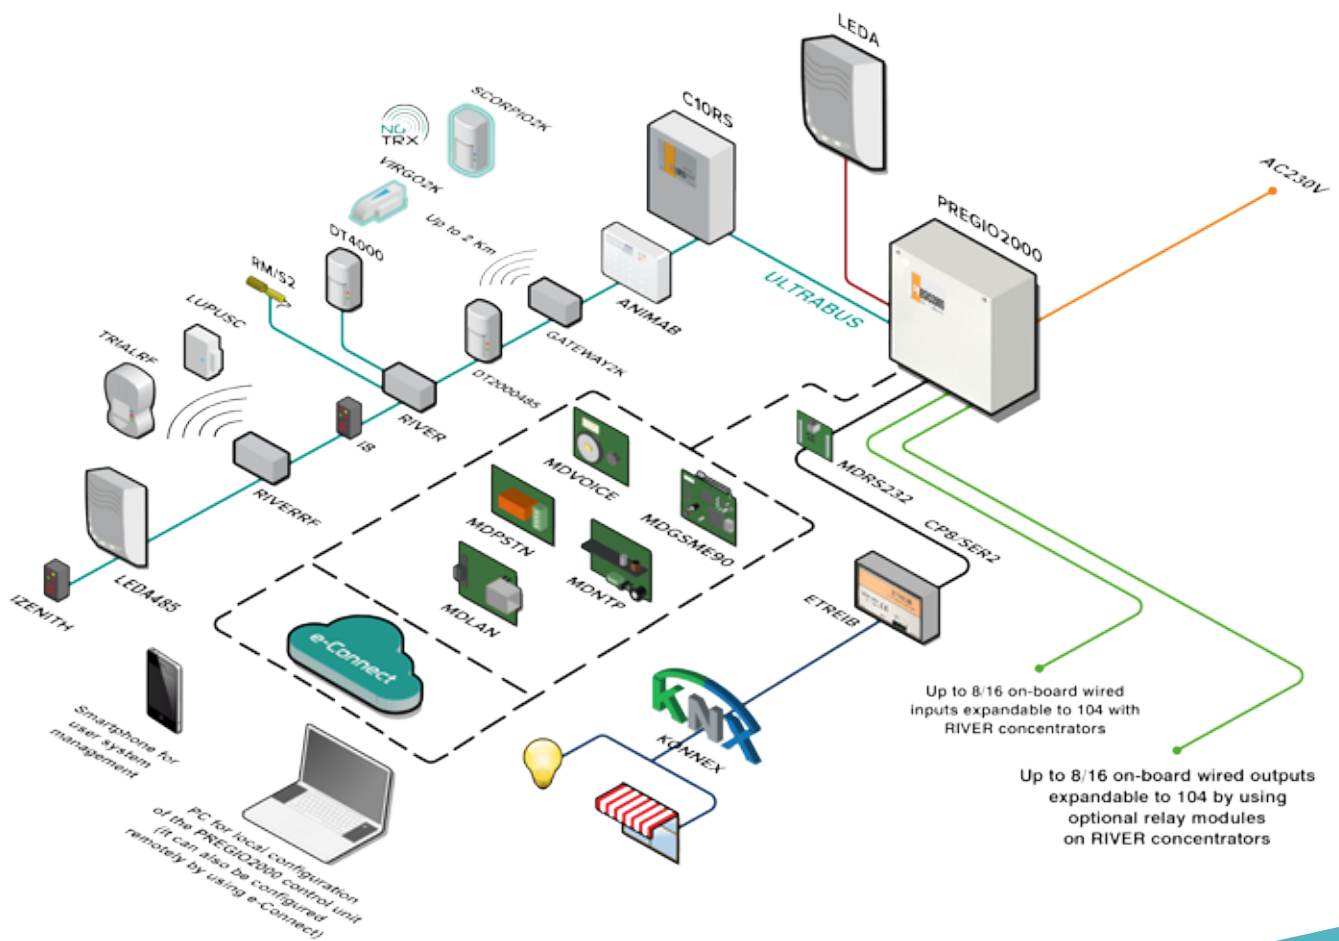 LEDA
SCORPIO2K
C10RS
NG
TRX
VIRGO2K
Up to 2 Km
AC230V
PREGIO2000
DT4000
RM/S2
LUPUSC
TRIALRF
ULTRABUS
ANIMAB
GATEWAY2K
DT2000485
RIVER
I8
RIVERRF
LEDA485
IZENITH
MDVOICE
MDGSME90
MDPSTN
MDNTP
MDLAN
MDRS232
CP8/SER2
ETREIB
e-Connect
KNX
KONNEX
Smartphone for
user system
management
PC for local configuration
of the PREGIO2000 control unit
(it can also be configured
remotely by using e-Connect)
Up to 8/16 on-board wired
inputs expandable to 104 with
RIVER concentrators
Up to 8/16 on-board wired outputs
expandable to 104 by using
optional relay modules
on RIVER concentrators